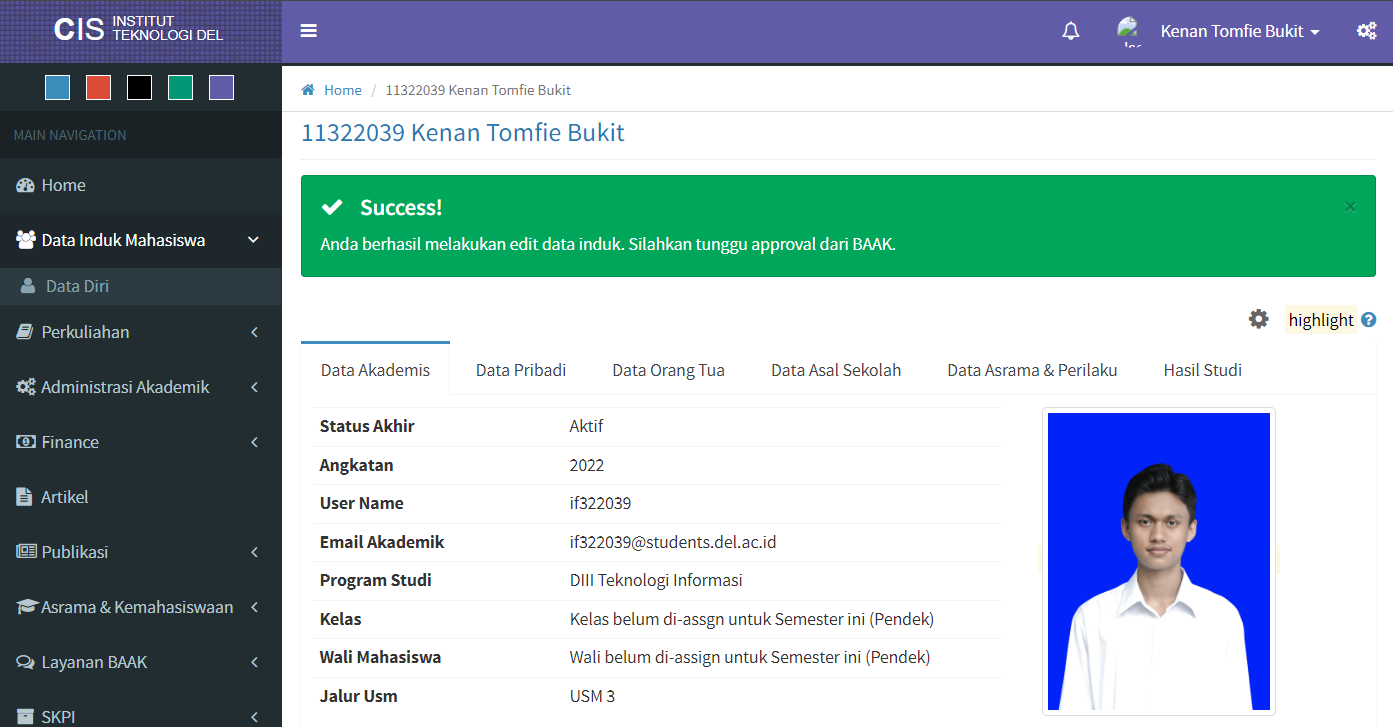 CIS INSTITUT
TEKNOLOGI DEL
Kenan Tomfie Bukit
MAIN NAVIGATION
Home
Data Induk Mahasiswa
Data Diri
Perkuliahan
Administrasi Akademik
Finance
Artikel
Publikasi
Asrama & Kemahasiswaan
Layanan BAAK
SKPI
Home / 11322039 Kenan Tomfie Bukit
11322039 Kenan Tomfie Bukit
Success!
×
Anda berhasil melakukan edit data induk. Silahkan tunggu approval dari BAAK.
highlight ?
Data Akademis Data Pribadi Data Orang Tua Data Asal Sekolah Data Asrama & Perilaku Hasil Studi
Status Akhir Aktif
Angkatan 2022
User Name if322039
Email Akademik if322039@students.del.ac.id
Program Studi DIII Teknologi Informasi
Kelas Kelas belum di-assgn untuk Semester ini (Pendek)
Wali Mahasiswa Wali belum di-assign untuk Semester ini (Pendek)
Jalur Usm USM 3